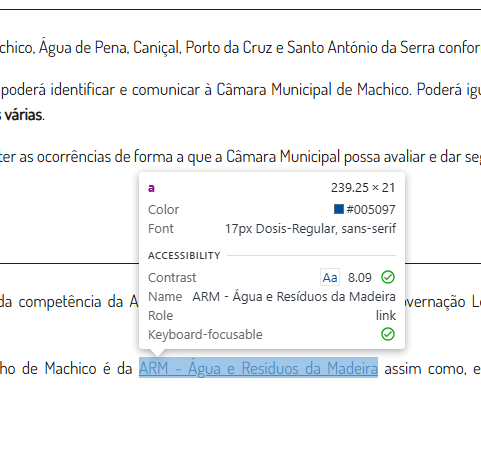 chico, Água de Pena, Caniçal, Porto da Cruz e Santo António da Serra confor
poderá identificar e comunicar à Câmara Municipal de Machico. Poderá igu
várias.
ter as ocorrências de forma a que a Câmara Municipal possa avaliar e dar seg
a 239.25 × 21
Color #005097
Font 17px Dosis-Regular, sans-serif
ACCESSIBILITY
Contrast Aa 8.09
Name ARM - Água e Resíduos da Madeira
Role link
Keyboard-focusable
da competência da A overnação Lo
ho de Machico é da ARM - Água e Resíduos da Madeira assim como, e